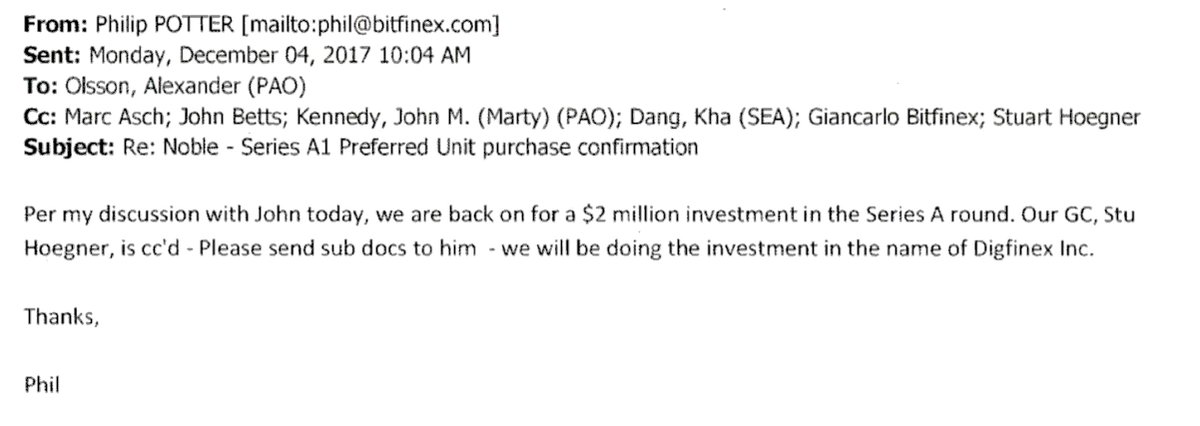 From: Philip POTTER [mailto:phil@bitfinex.com]
Sent: Monday, December 04, 2017 10:04 AM
To: Olsson, Alexander (PAO)
Cc: Marc Asch; John Betts; Kennedy, John M. (Marty) (PAO); Dang, Kha (SEA); Giancarlo Bitfinex; Stuart Hoegner
Subject: Re: Noble - Series A1 Preferred Unit purchase confirmation
Per my discussion with John today, we are back on for a $2 million investment in the Series A round. Our GC, Stu
Hoegner, is cc'd - Please send sub docs to him  - we will be doing the investment in the name of Digfinex Inc.
Thanks,
Phil